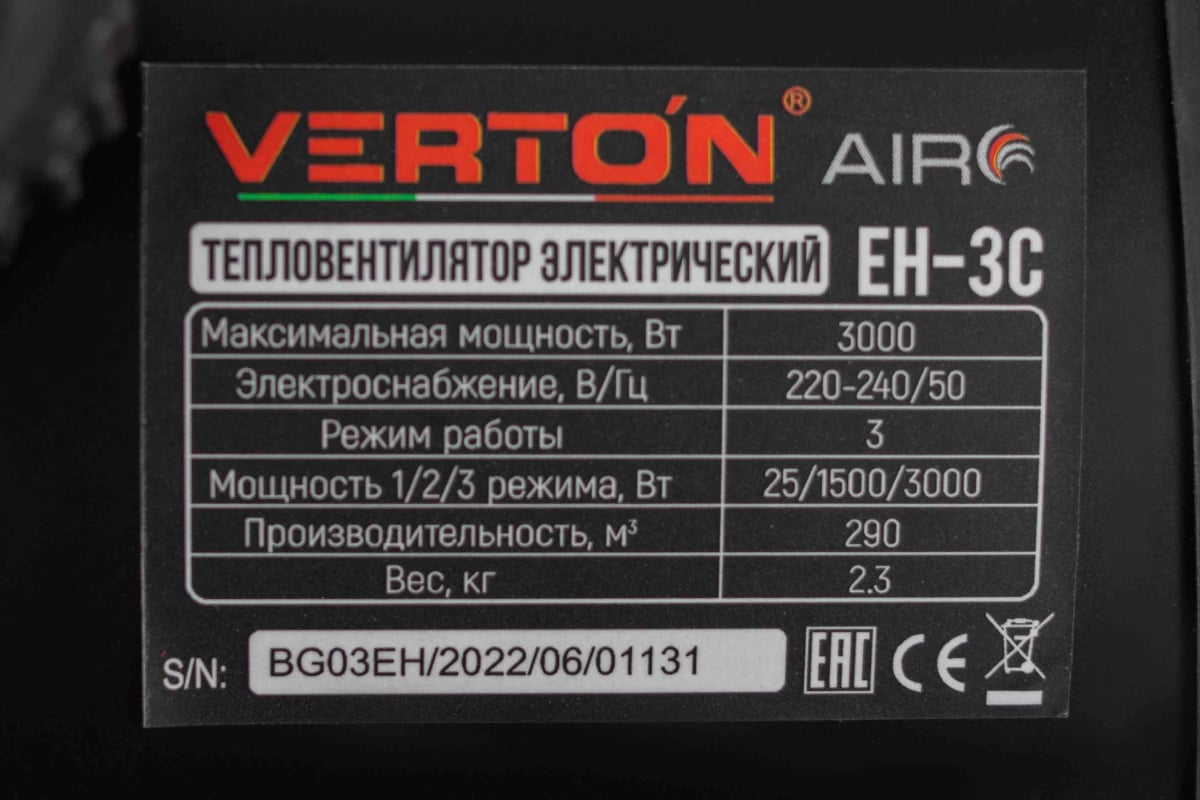 VERTÓN® AIR
ТЕПЛОВЕНТИЛЯТОР ЭЛЕКТРИЧЕСКИЙ EH-3C
Максимальная мощность, Вт 3000
Электроснабжение, В/Гц 220-240/50
Режим работы 3
Мощность 1/2/3 режима, Вт 25/1500/3000
Производительность, м³ 290
Вес, кг 2.3
S/N: BG03EH/2022/06/01131 EAC CE